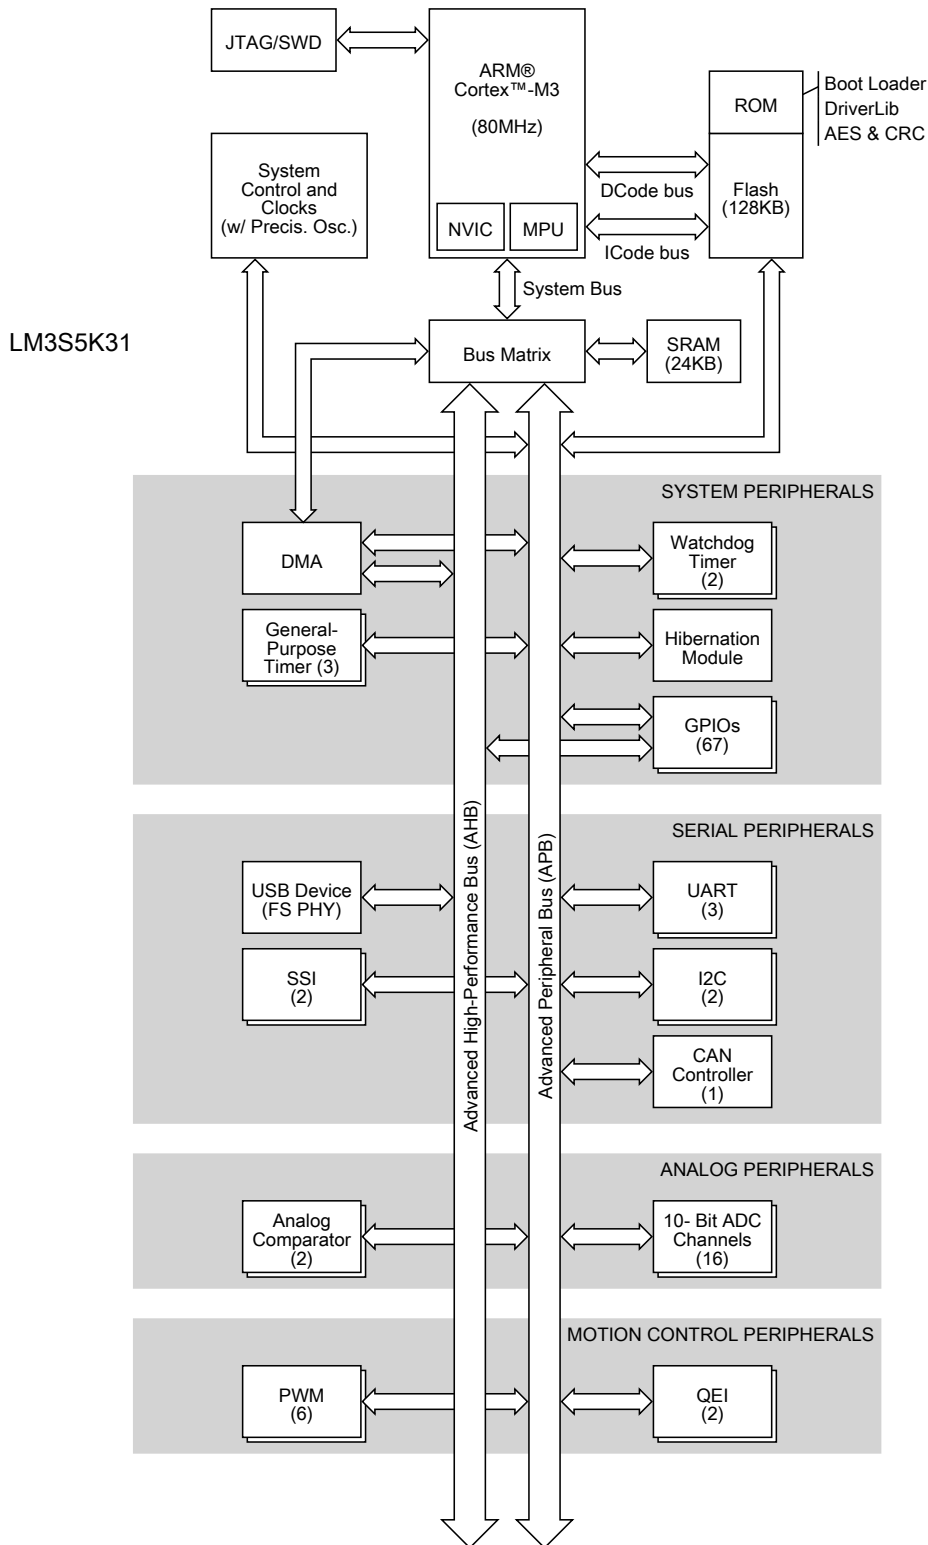 JTAG/SWD
ARM®
Cortex™-M3
(80MHz)
NVIC
MPU
ROM
Flash
(128KB)
Boot Loader
DriverLib
AES & CRC
System
Control and
Clocks
(w/ Precis. Osc.)
DCode bus
ICode bus
System Bus
LM3S5K31
Bus Matrix
SRAM
(24KB)
SYSTEM PERIPHERALS
DMA
Watchdog
Timer
(2)
General-
Purpose
Timer (3)
Hibernation
Module
GPIOs
(67)
Advanced High-Performance Bus (AHB)
Advanced Peripheral Bus (APB)
SERIAL PERIPHERALS
USB Device
(FS PHY)
UART
(3)
SSI
(2)
I2C
(2)
CAN
Controller
(1)
ANALOG PERIPHERALS
Analog
Comparator
(2)
10- Bit ADC
Channels
(16)
MOTION CONTROL PERIPHERALS
PWM
(6)
QEI
(2)